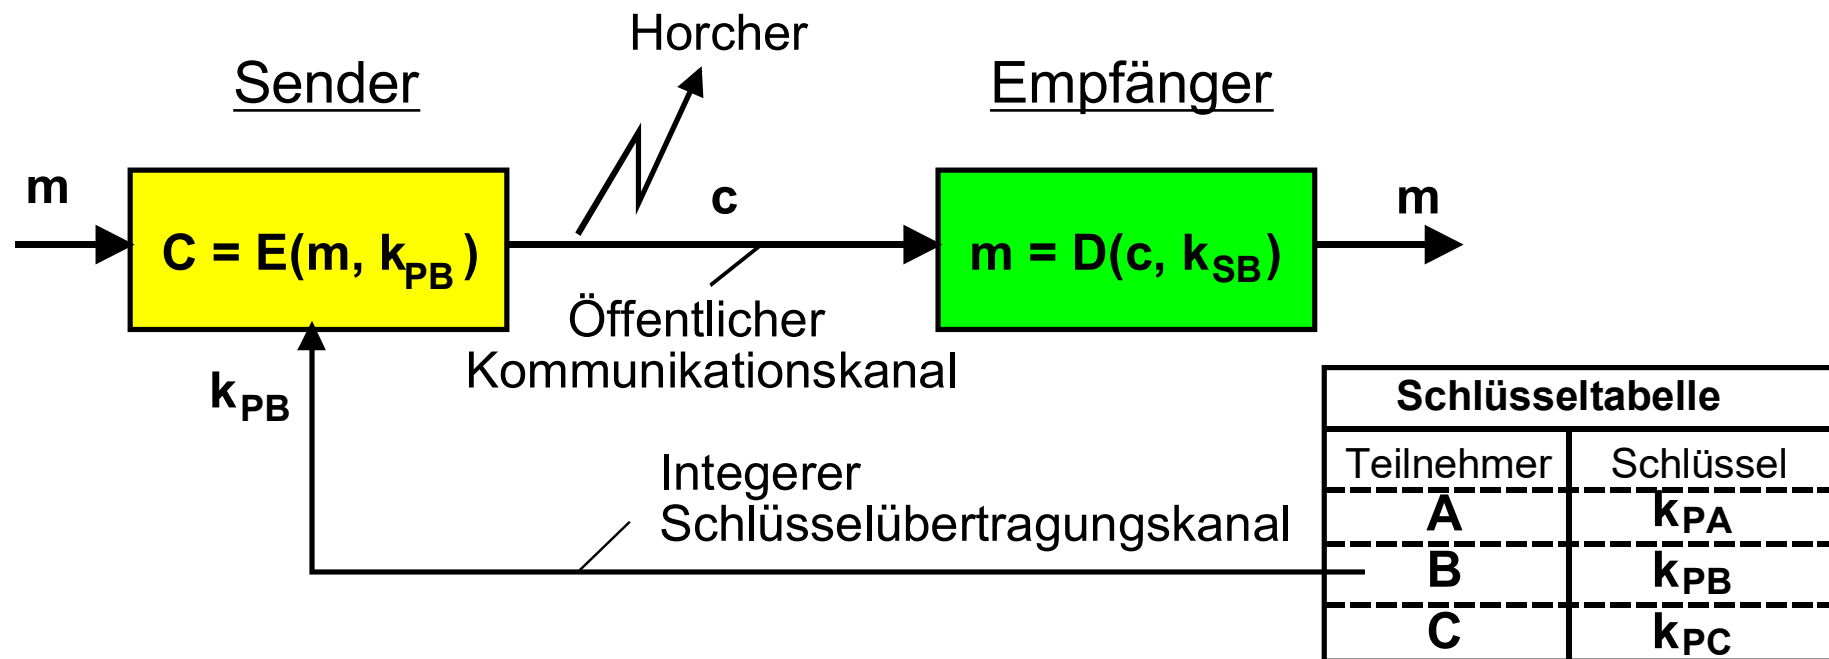 Horcher
Sender
Empfänger
m
C = E(m, kPB )
c
m = D(c, kSB)
m
Öffentlicher
Kommunikationskanal
kPB
Integerer
Schlüsselübertragungskanal
Schlüsseltabelle
Teilnehmer Schlüssel
A kPA
B kPB
C kPC